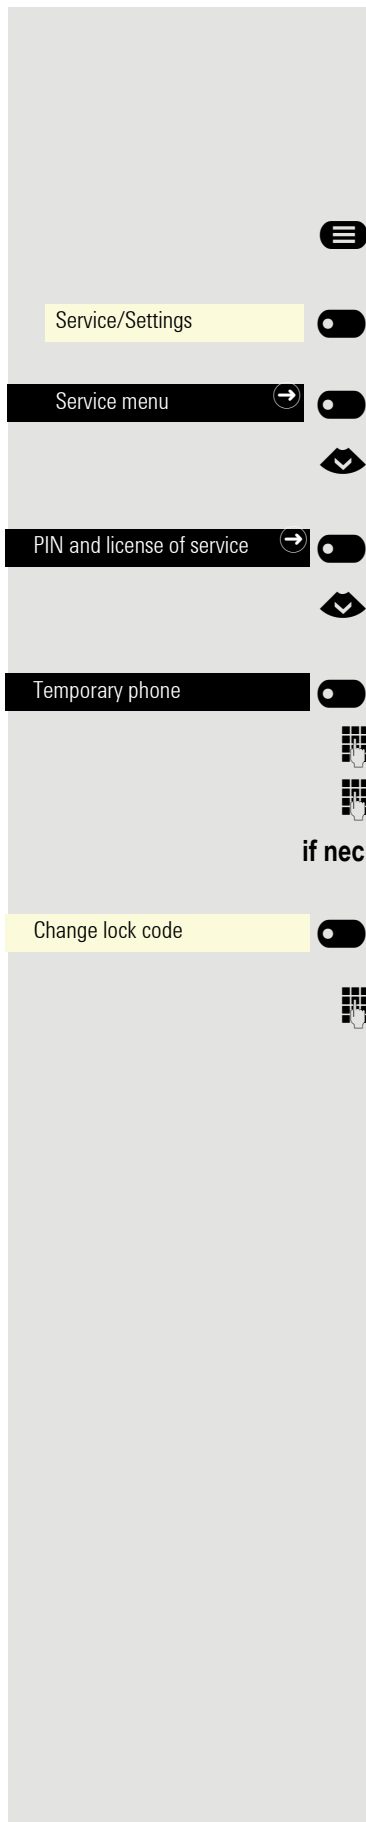 Service/Settings
Service menu
PIN and license of service
Temporary phone
if nec
Change lock code